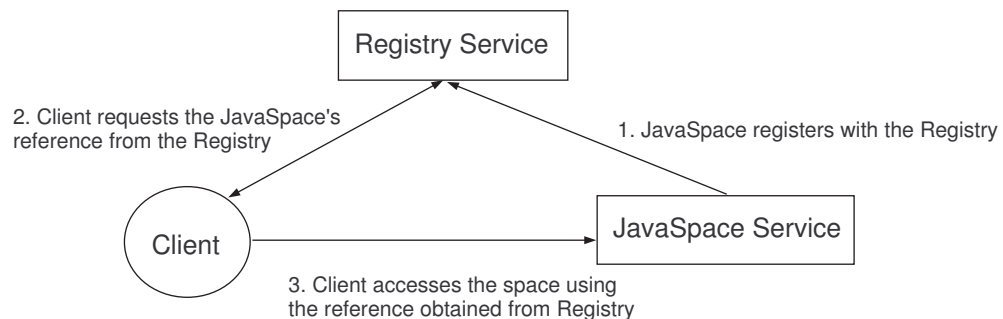 Registry Service
2. Client requests the JavaSpace's
reference from the Registry
1. JavaSpace registers with the Registry
Client
JavaSpace Service
3. Client accesses the space using
the reference obtained from Registry